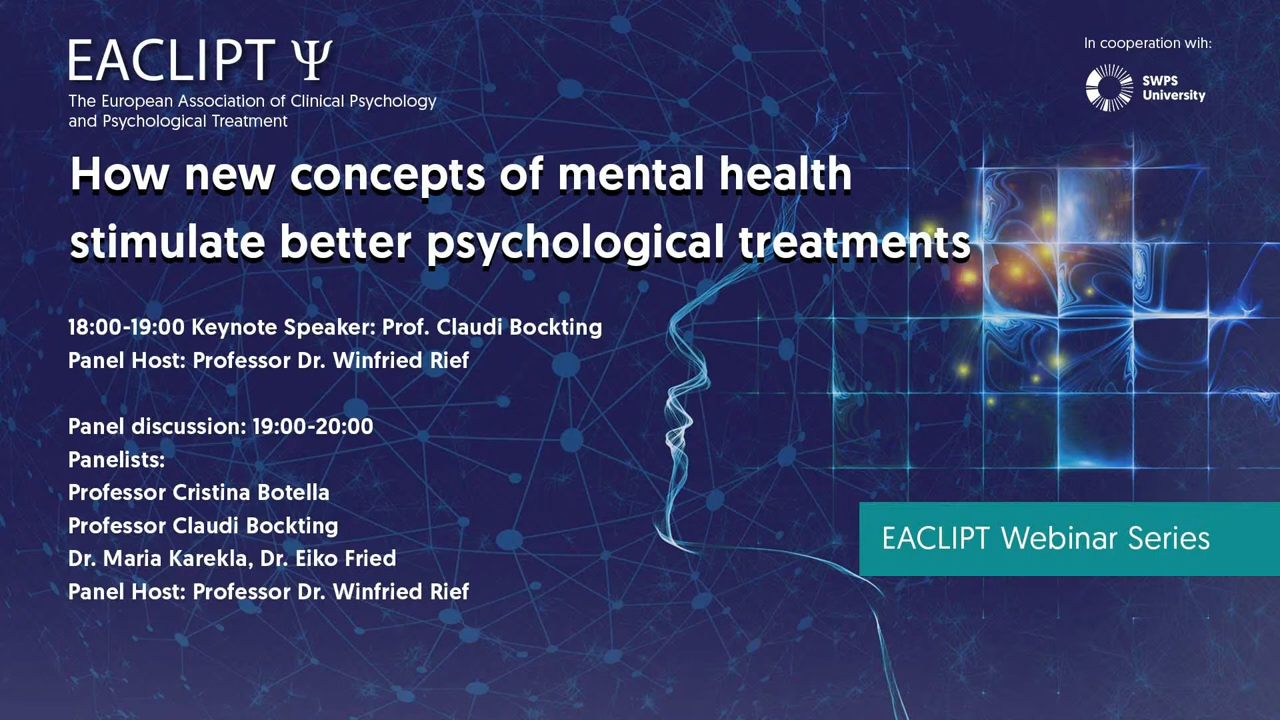 EACLIPT Ψ
The European Association of Clinical Psychology
and Psychological Treatment
In cooperation wih:
SWPS
University
How new concepts of mental health
stimulate better psychological treatments
18:00-19:00 Keynote Speaker: Prof. Claudi Bockting
Panel Host: Professor Dr. Winfried Rief
Panel discussion: 19:00-20:00
Panelists:
Professor Cristina Botella
Professor Claudi Bockting
Dr. Maria Karekla, Dr. Eiko Fried
Panel Host: Professor Dr. Winfried Rief
EACLIPT Webinar Series